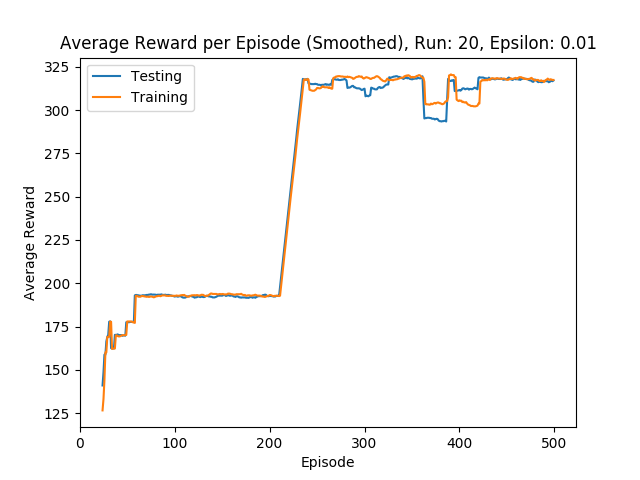 Average Reward per Episode (Smoothed), Run: 20, Epsilon: 0.01
Testing
Training
Average Reward
325
300
275
250
225
200
175
150
125
0 100 200 300 400 500
Episode